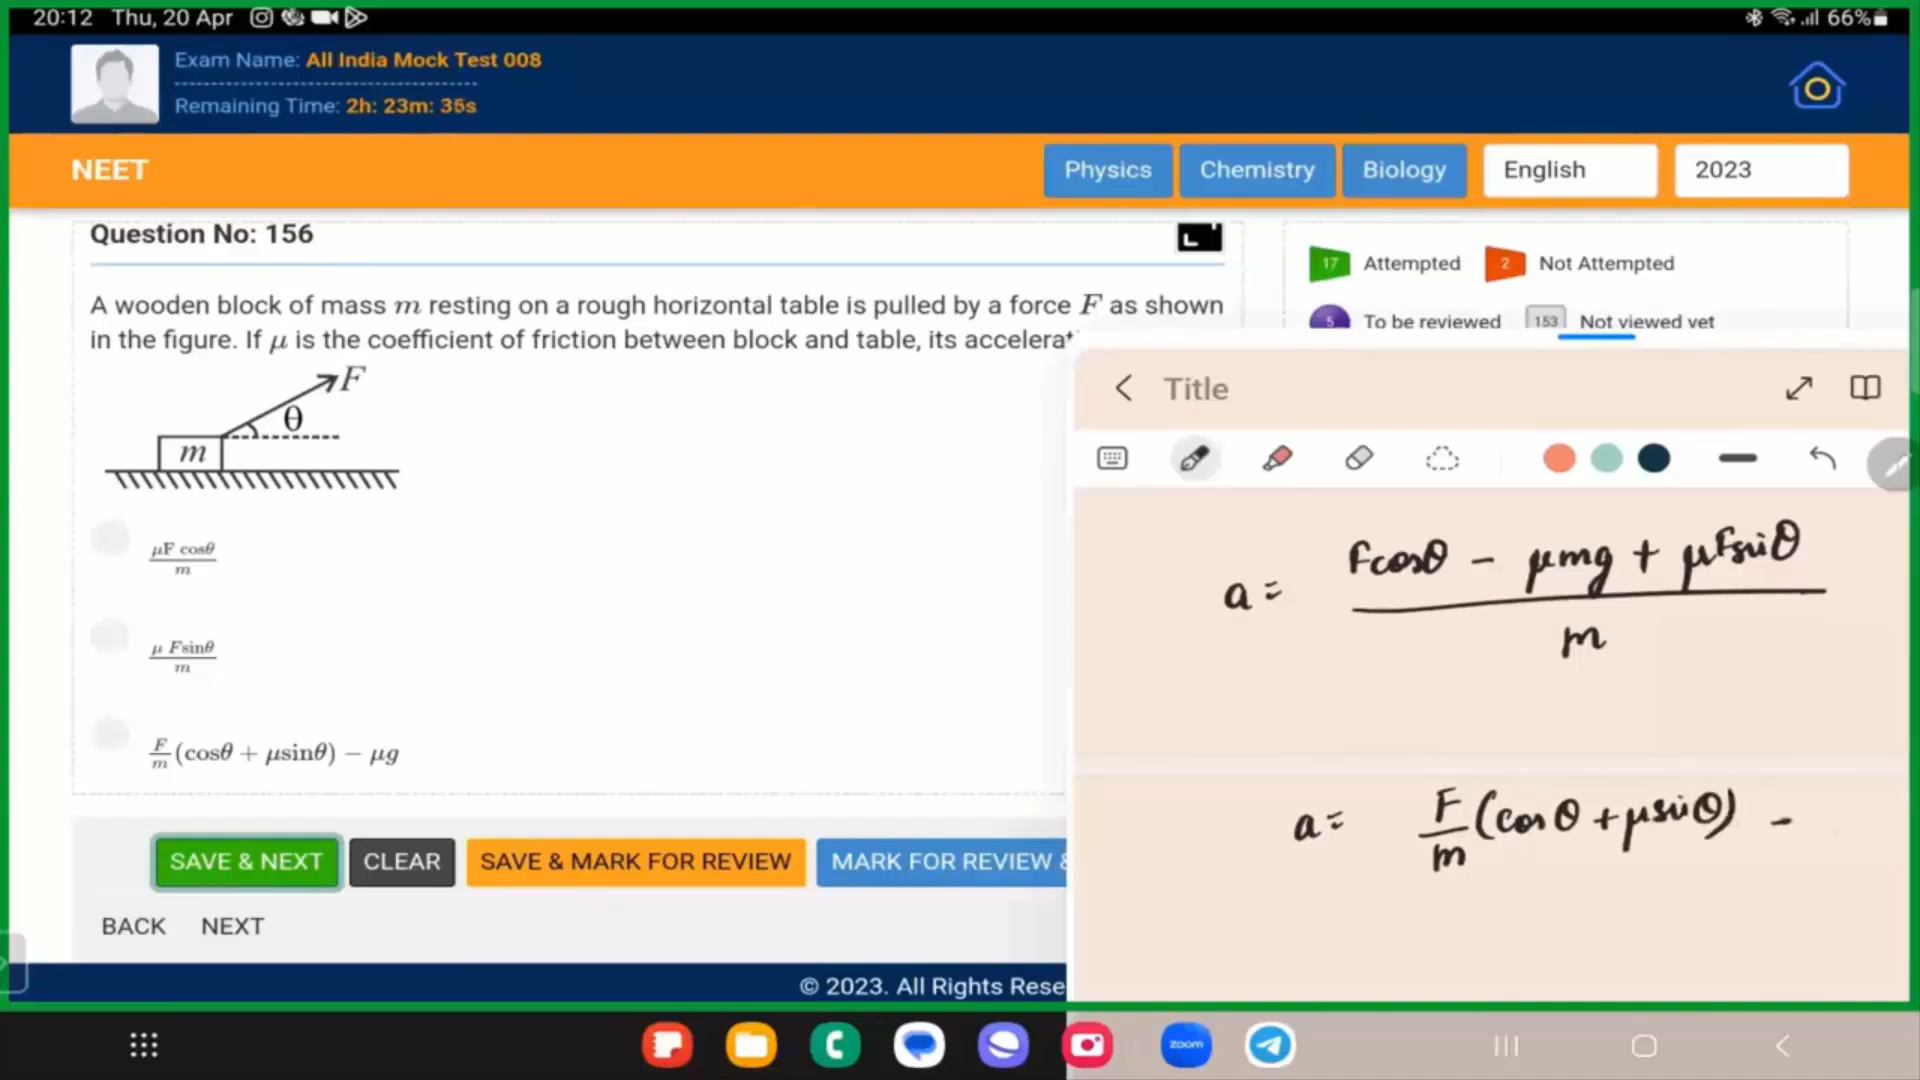 20:12 Thu, 20 Apr 66%
Exam Name: All India Mock Test 008
Remaining Time: 2h: 23m: 35s
NEET Physics Chemistry Biology English 2023
Question No: 156
17 Attempted 2 Not Attempted
5 To be reviewed 153 Not viewed yet
A wooden block of mass m resting on a rough horizontal table is pulled by a force F as shown
in the figure. If μ is the coefficient of friction between block and table, its accelerat
F
θ
m
μF cosθ
m
μ Fsinθ
m
F/m (cosθ + μsinθ) − μg
SAVE & NEXT CLEAR SAVE & MARK FOR REVIEW MARK FOR REVIEW &
BACK NEXT
© 2023. All Rights Rese
Title
a = Fcosθ − μmg + μFsinθ
m
a = F/m (cosθ + μsinθ) −
zoom